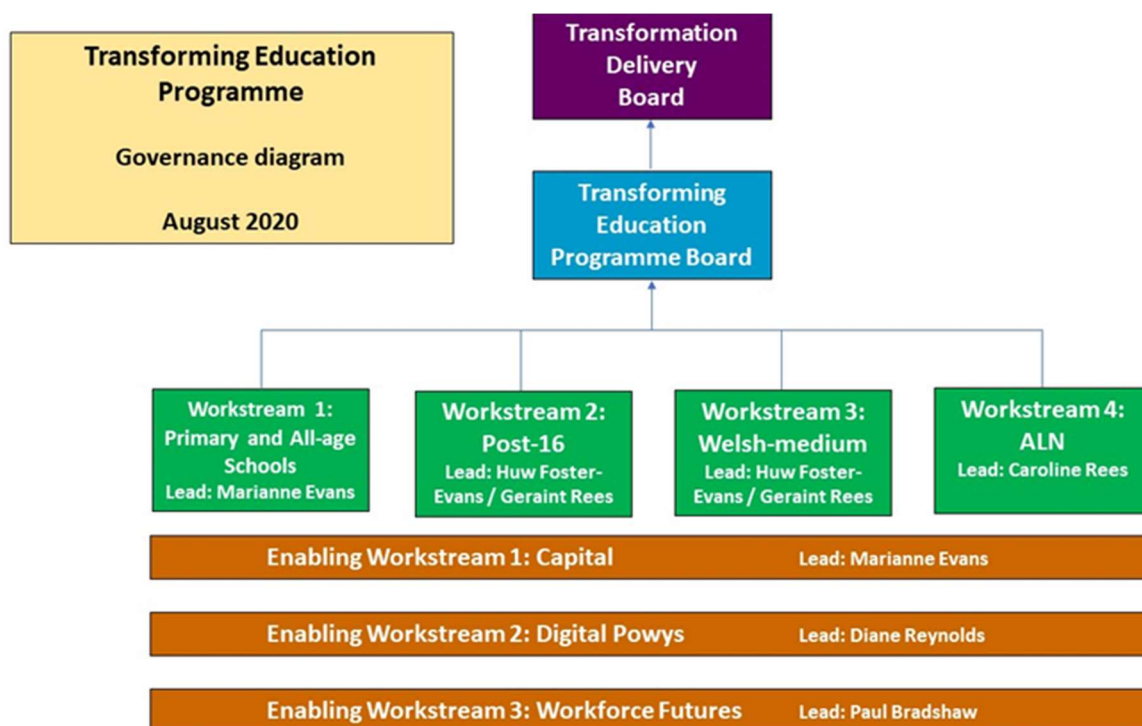 Transforming Education
Programme
Governance diagram
August 2020
Transformation
Delivery
Board
Transforming
Education
Programme Board
Workstream 1:
Primary and All-age
Schools
Lead: Marianne Evans
Workstream 2:
Post-16
Lead: Huw Foster-
Evans / Geraint Rees
Workstream 3:
Welsh-medium
Lead: Huw Foster-
Evans / Geraint Rees
Workstream 4:
ALN
Lead: Caroline Rees
Enabling Workstream 1: Capital Lead: Marianne Evans
Enabling Workstream 2: Digital Powys Lead: Diane Reynolds
Enabling Workstream 3: Workforce Futures Lead: Paul Bradshaw